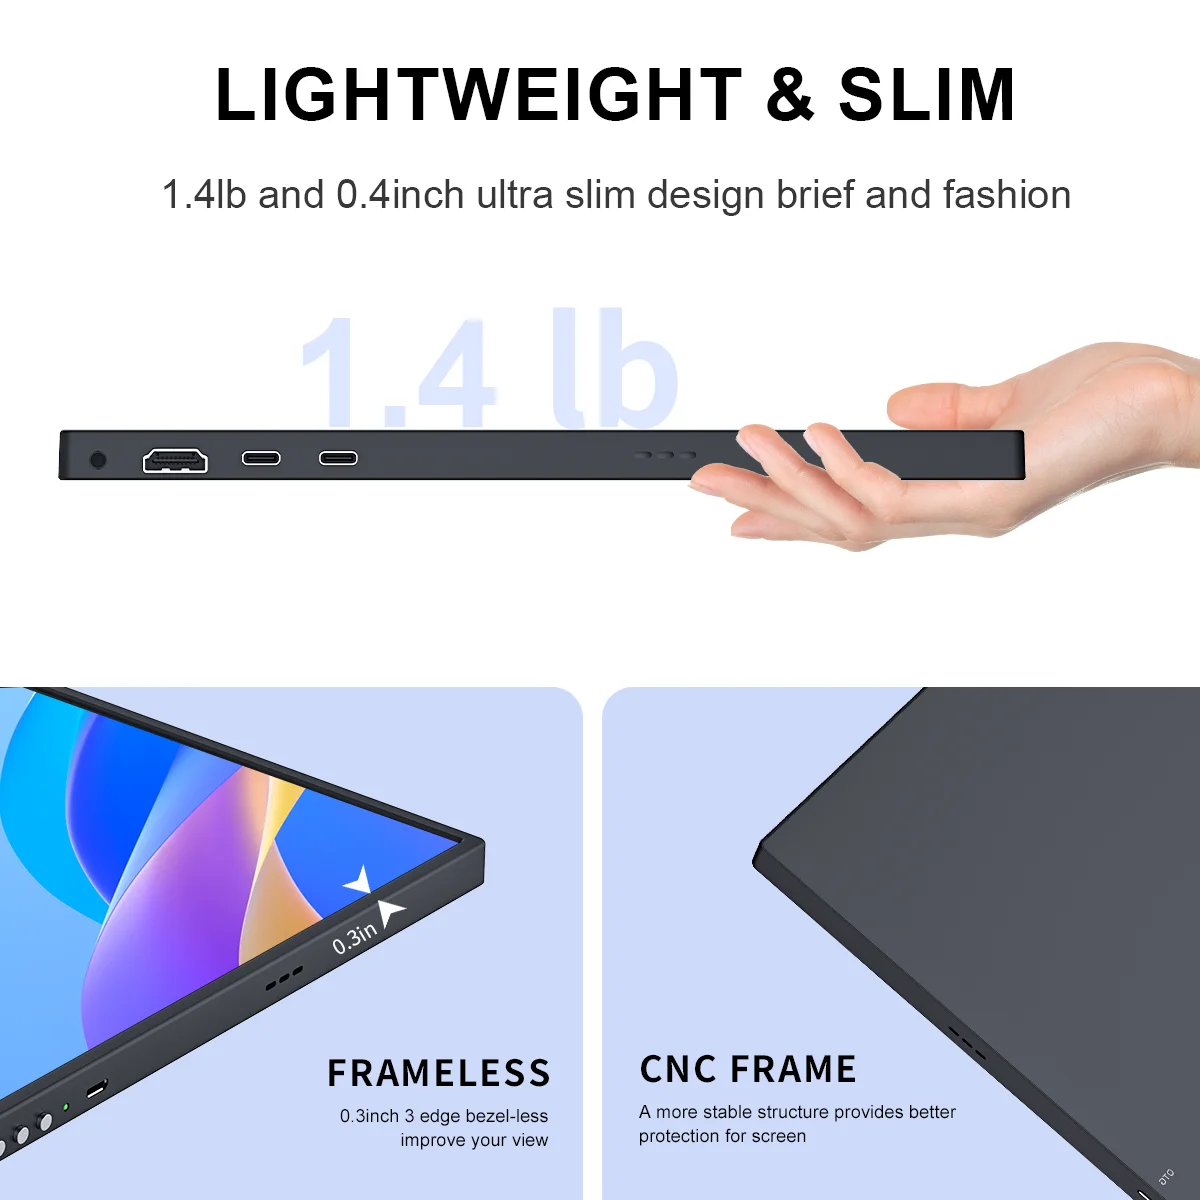 LIGHTWEIGHT & SLIM
1.4lb and 0.4inch ultra slim design brief and fashion
1.4 lb
0.3in
FRAMELESS
0.3inch 3 edge bezel-less
improve your view
CNC FRAME
A more stable structure provides better
protection for screen
OTG